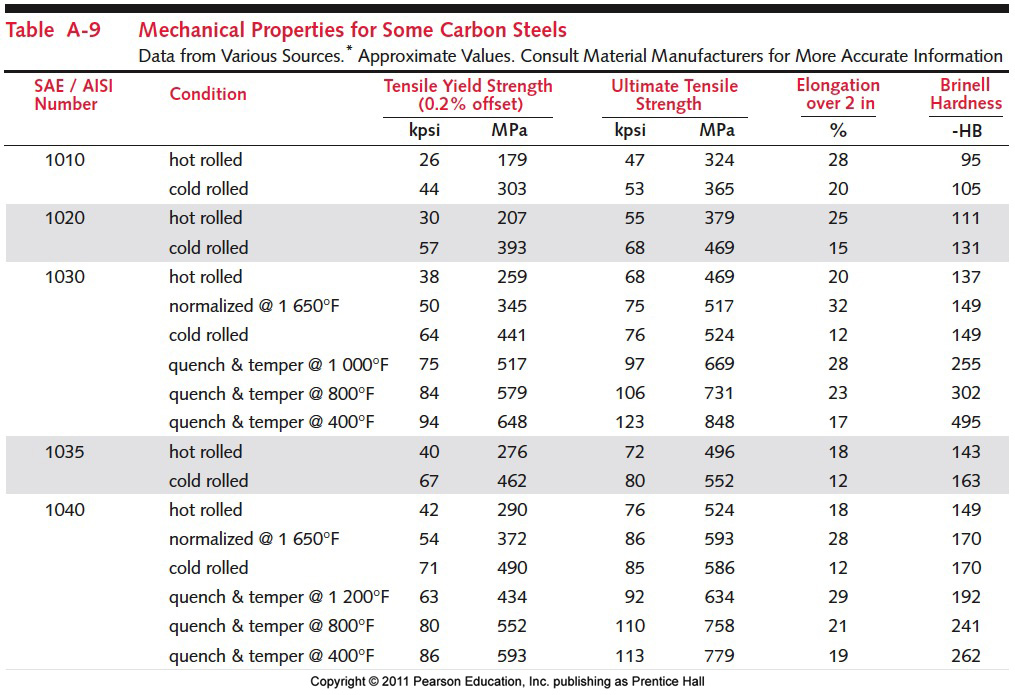 Table A-9 Mechanical Properties for Some Carbon Steels
Data from Various Sources.* Approximate Values. Consult Material Manufacturers for More Accurate Information
SAE / AISI Number Condition Tensile Yield Strength (0.2% offset) Ultimate Tensile Strength Elongation over 2 in Brinell Hardness
kpsi MPa kpsi MPa % -HB
1010 hot rolled 26 179 47 324 28 95
cold rolled 44 303 53 365 20 105
1020 hot rolled 30 207 55 379 25 111
cold rolled 57 393 68 469 15 131
1030 hot rolled 38 259 68 469 20 137
normalized @ 1 650°F 50 345 75 517 32 149
cold rolled 64 441 76 524 12 149
quench & temper @ 1 000°F 75 517 97 669 28 255
quench & temper @ 800°F 84 579 106 731 23 302
quench & temper @ 400°F 94 648 123 848 17 495
1035 hot rolled 40 276 72 496 18 143
cold rolled 67 462 80 552 12 163
1040 hot rolled 42 290 76 524 18 149
normalized @ 1 650°F 54 372 86 593 28 170
cold rolled 71 490 85 586 12 170
quench & temper @ 1 200°F 63 434 92 634 29 192
quench & temper @ 800°F 80 552 110 758 21 241
quench & temper @ 400°F 86 593 113 779 19 262
Copyright © 2011 Pearson Education, Inc. publishing as Prentice Hall